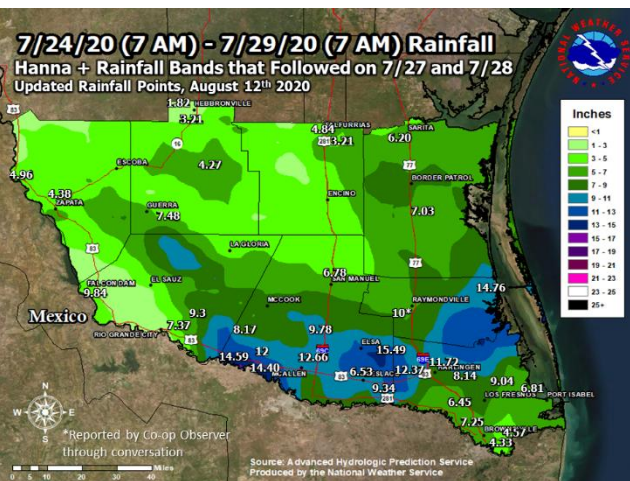 7/24/20 (7 AM) - 7/29/20 (7 AM) Rainfall
Hanna + Rainfall Bands that Followed on 7/27 and 7/28
Updated Rainfall Points, August 12th 2020
NATIONAL WEATHER SERVICE
Inches
<1
1 - 3
3 - 5
5 - 7
7 - 9
9 - 11
11 - 13
13 - 15
15 - 17
17 - 19
19 - 21
21 - 23
23 - 25
25+
83
1.82
HEBBRONVILLE
3.21
4.84
281
3.21
SARITA
6.20
16
77
ESCOBA
4.27
4.96
BORDER PATROL
4.38
ZAPATA
ENCINO
GUERRA
7.48
7.03
LA GLORIA
83
77
6.78
SAN MANUEL
FALCON DAM
9.84
EL SAUZ
14.76
MCCOOK
RAYMONDVILLE
Mexico
9.3
10*
7.37
RIO GRANDE CITY
83
8.17
9.78
ELSA
15.49
12
14.59
12.66
14.40
MCALLEN
83
6.53
12.37
11.72
HARLINGEN
8.14
9.34
281
9.04
6.81
LOS FRESNOS
PORT ISABEL
6.45
7.25
BROWNSVILLE
4.57
4.33
N
W
E
S
*Reported by Co-op Observer
through conversation
Miles
0 5 10 20 30 40
Source: Advanced Hydrologic Prediction Service
Produced by the National Weather Service